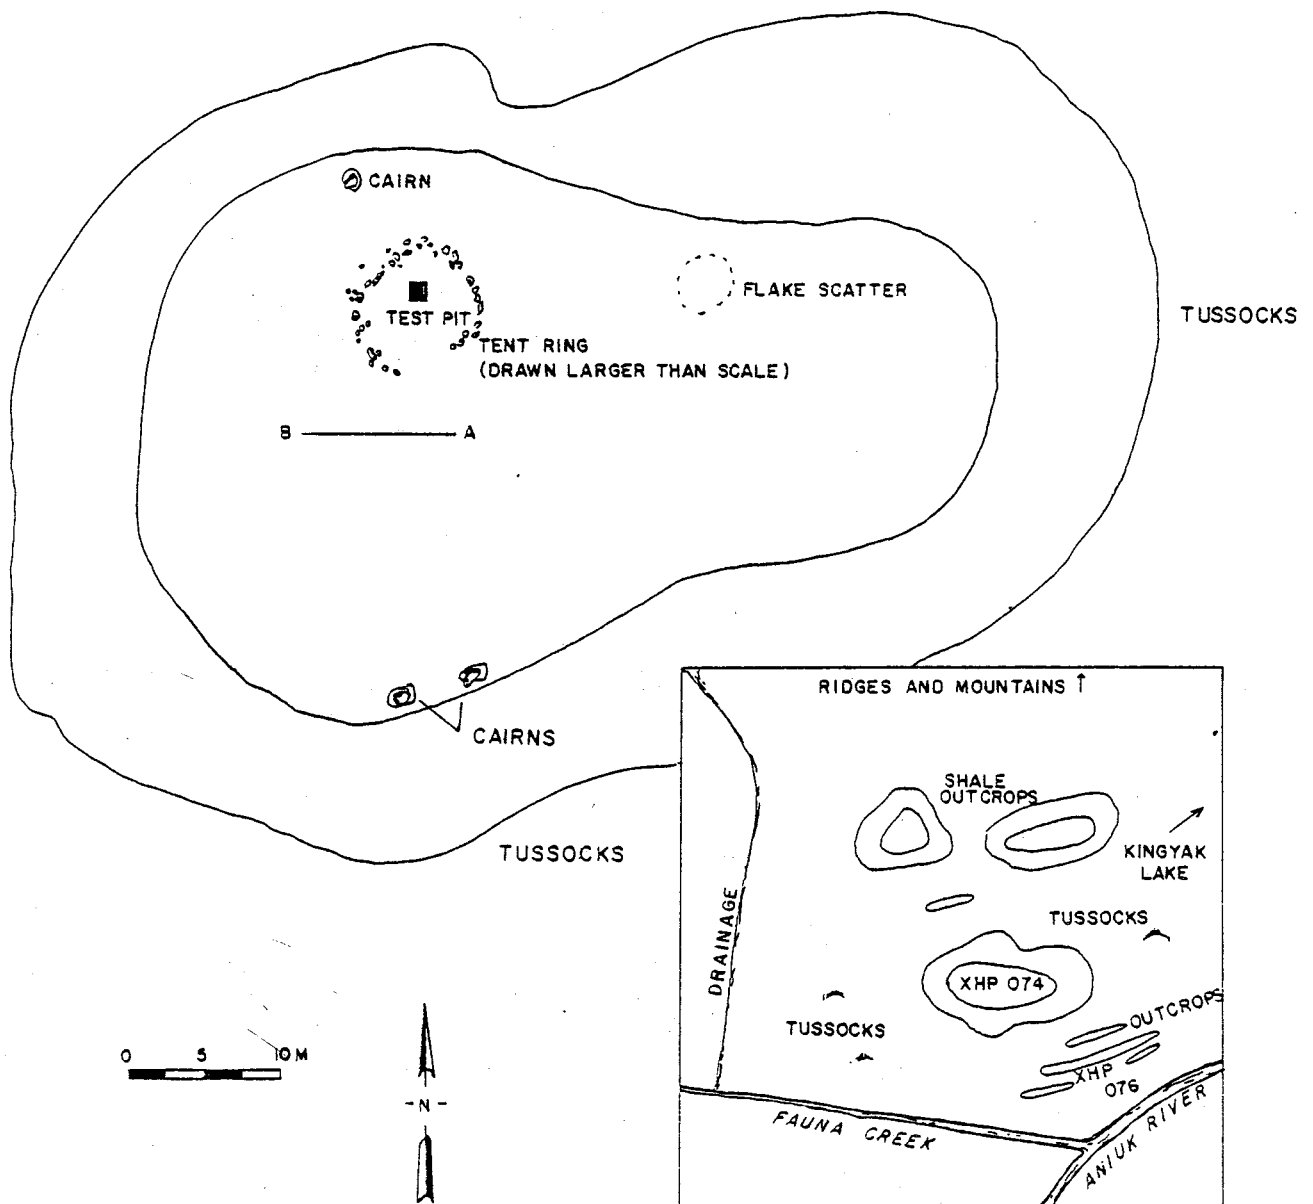 CAIRN
FLAKE SCATTER
TEST PIT
TENT RING
(DRAWN LARGER THAN SCALE)
TUSSOCKS
B
A
CAIRNS
TUSSOCKS
0 5 10 M
-N-
RIDGES AND MOUNTAINS ↑
SHALE
OUTCROPS
KINGYAK
LAKE
DRAINAGE
TUSSOCKS
XHP 074
TUSSOCKS
OUTCROPS
XHP
076
FAUNA CREEK
ANIUK RIVER